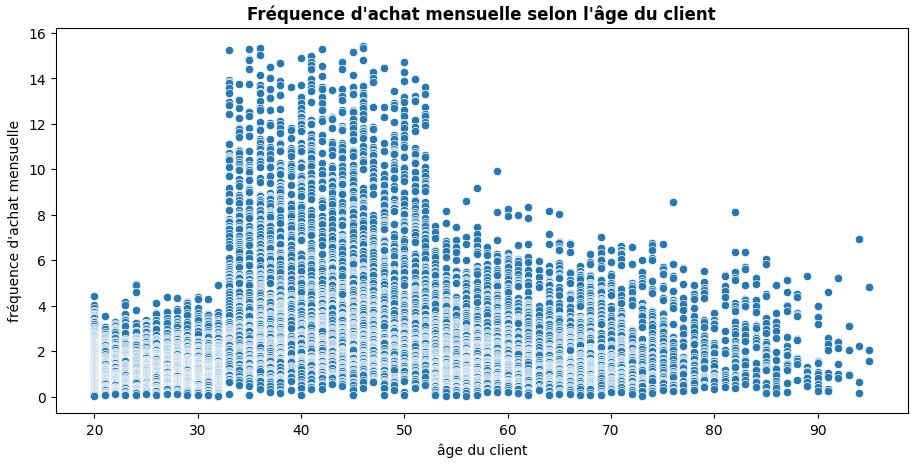 Fréquence d'achat mensuelle selon l'âge du client
fréquence d'achat mensuelle
16
14
12
10
8
6
4
2
0
20 30 40 50 60 70 80 90
âge du client